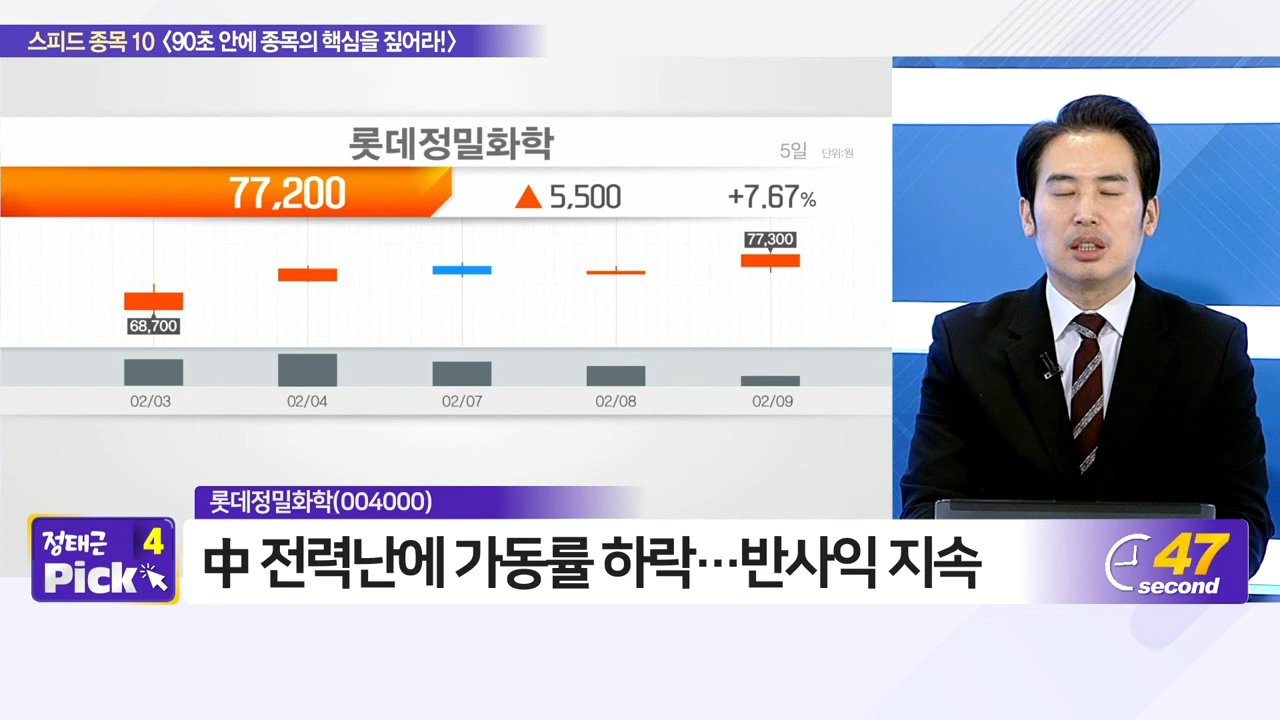 스피드 종목 10 <90초 안에 종목의 핵심을 짚어라!>
롯데정밀화학
5일 단위:원
77,200 ▲ 5,500 +7.67%
77,300
68,700
02/03 02/04 02/07 02/08 02/09
롯데정밀화학(004000)
정태근 4
Pick
中 전력난에 가동률 하락…반사익 지속
47
second